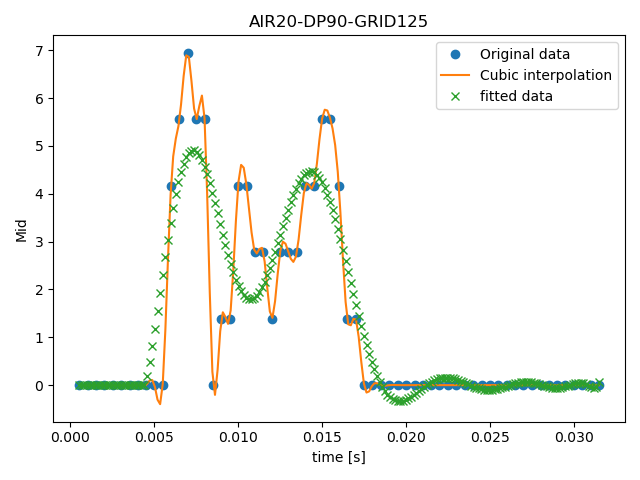 AIR20-DP90-GRID125
Original data
Cubic interpolation
fitted data
7
6
5
4
3
2
1
0
Mid
0.000 0.005 0.010 0.015 0.020 0.025 0.030
time [s]